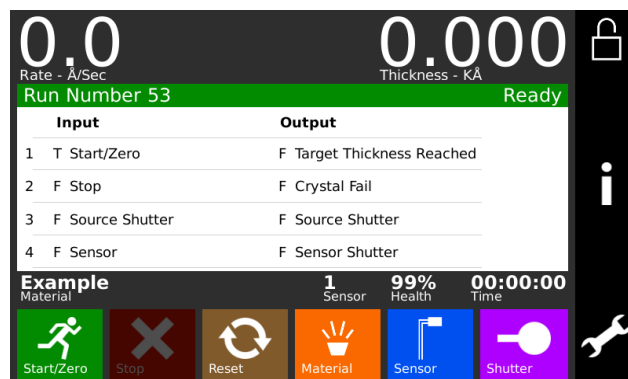 0.0 0.000
Rate - Å/Sec Thickness - KÅ
Run Number 53 Ready
Input Output
1 T Start/Zero F Target Thickness Reached
2 F Stop F Crystal Fail
3 F Source Shutter F Source Shutter
4 F Sensor F Sensor Shutter
Example 1 99% 00:00:00
Material Sensor Health Time
Start/Zero Stop Reset Material Sensor Shutter